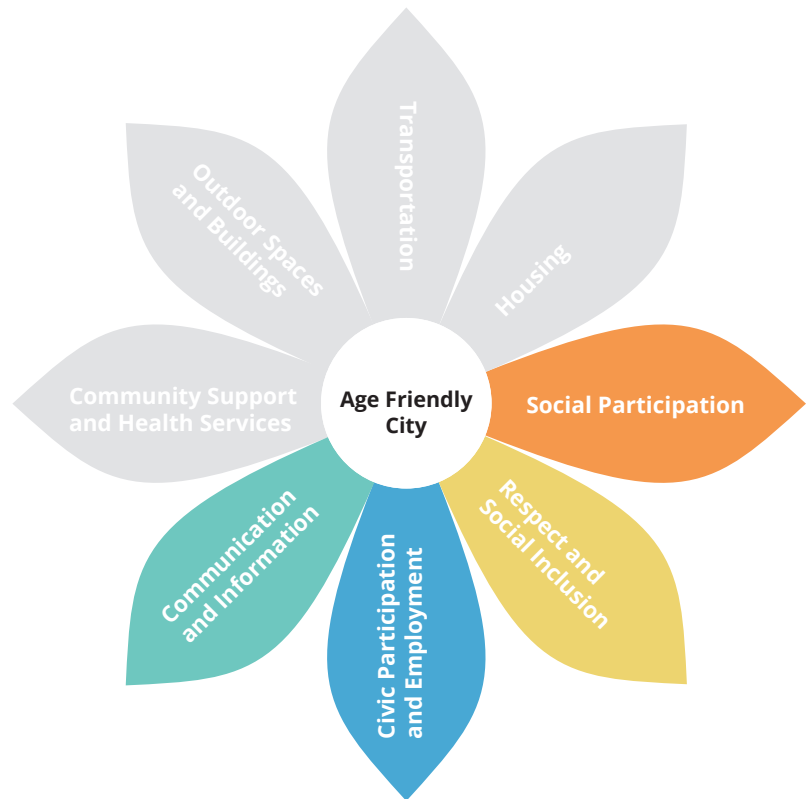 Transportation
Outdoor Spaces
and Buildings
Housing
Community Support
and Health Services
Age Friendly
City
Social Participation
Communication
and Information
Civic Participation
and Employment
Respect and
Social Inclusion